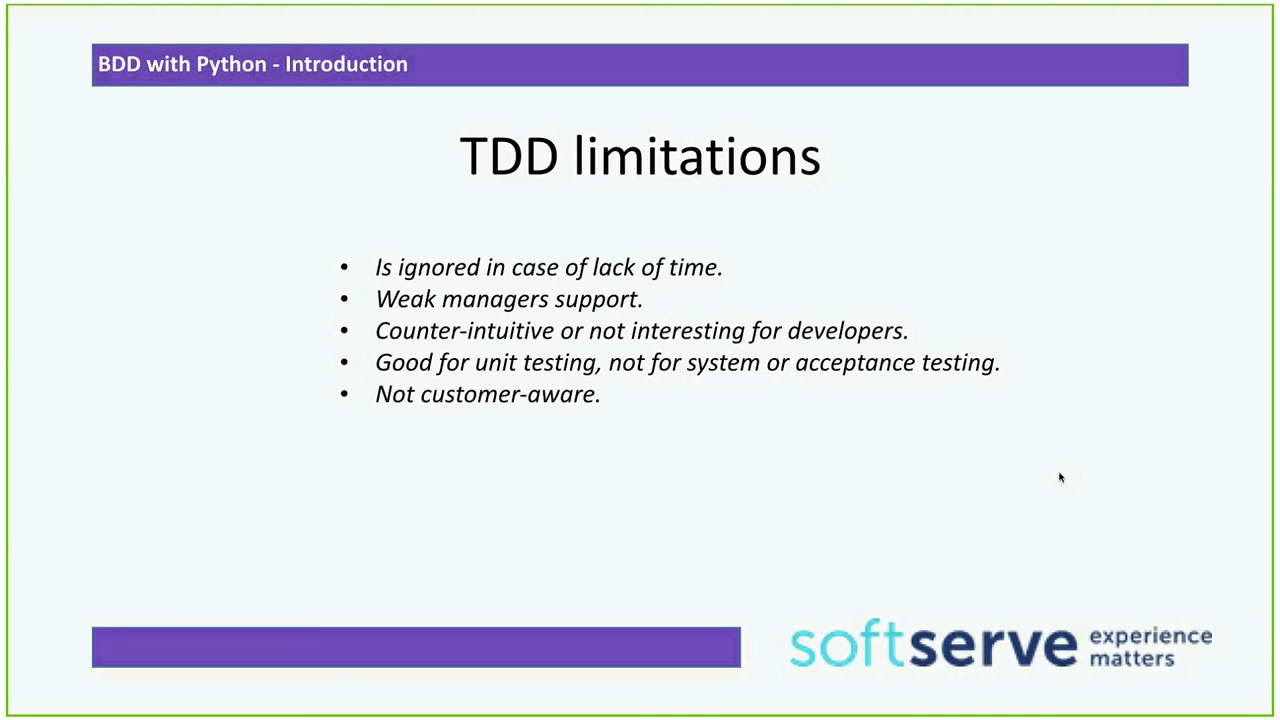 BDD with Python - Introduction
TDD limitations
• Is ignored in case of lack of time.
• Weak managers support.
• Counter-intuitive or not interesting for developers.
• Good for unit testing, not for system or acceptance testing.
• Not customer-aware.
softserve experience
matters